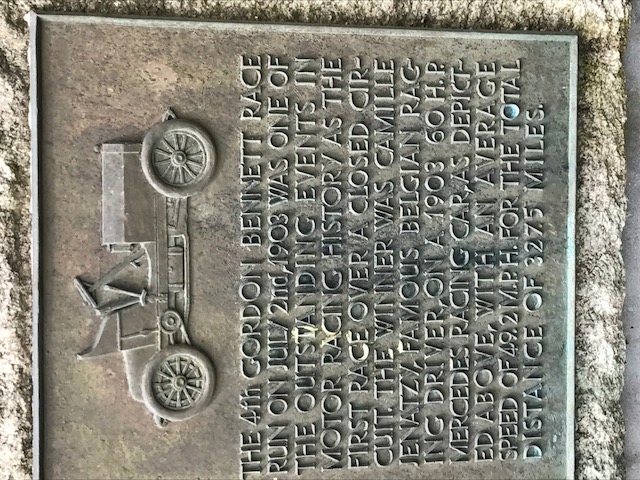 THE 4th GORDON BENNETT RACE
RUN ON JULY 2nd, 1903 WAS ONE OF
THE OUTSTANDING EVENTS IN
MOTOR RACING HISTORY AS THE
FIRST RACE OVER A CLOSED CIR-
CUIT. THE WINNER WAS CAMILLE
JENATZY, FAMOUS BELGIAN RAC-
ING DRIVER ON A 1903 60 H.P.
MERCEDES RACING CAR, AS DEPICT-
ED ABOVE, WITH AN AVERAGE
SPEED OF 49.2 M.P.H. FOR THE TOTAL
DISTANCE OF 327.5 MILES.